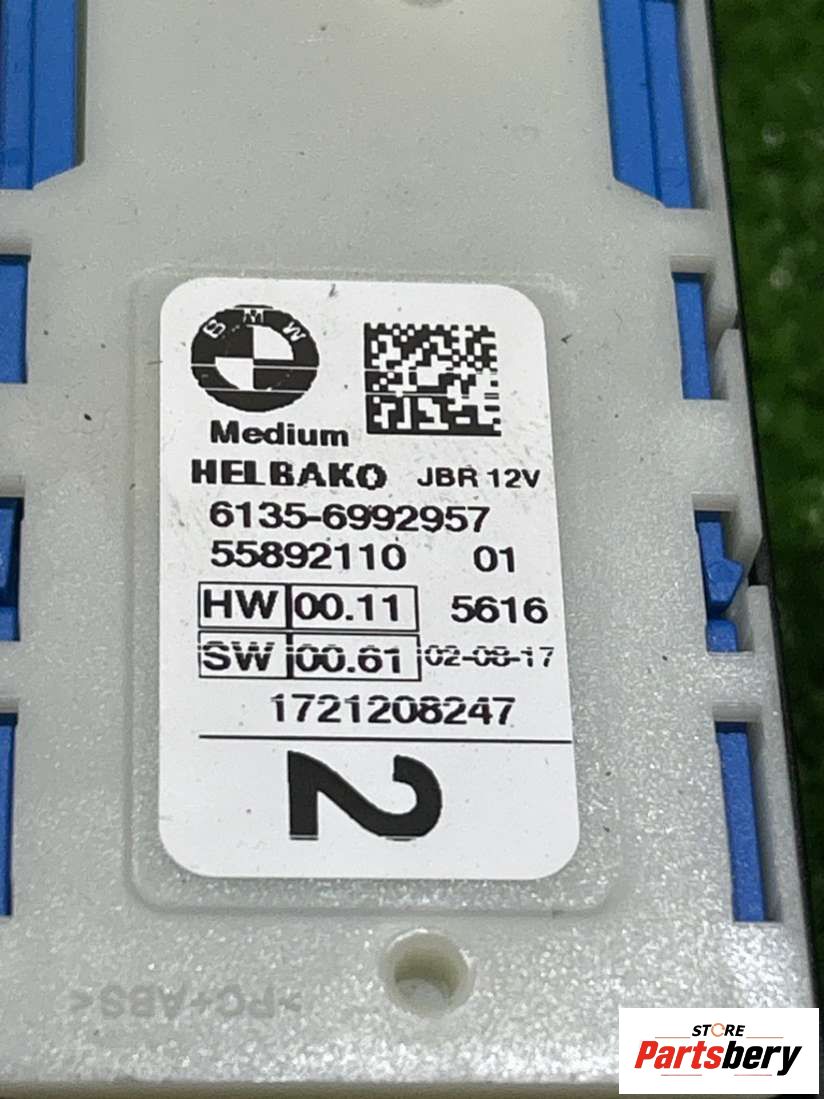 BMW
Medium
HELBAKO JBR 12V
6135-6992957
55892110 01
HW 00.11 5616
SW 00.61 02-08-17
1721208247
2
>PC+ABS<
STORE
Partsbery